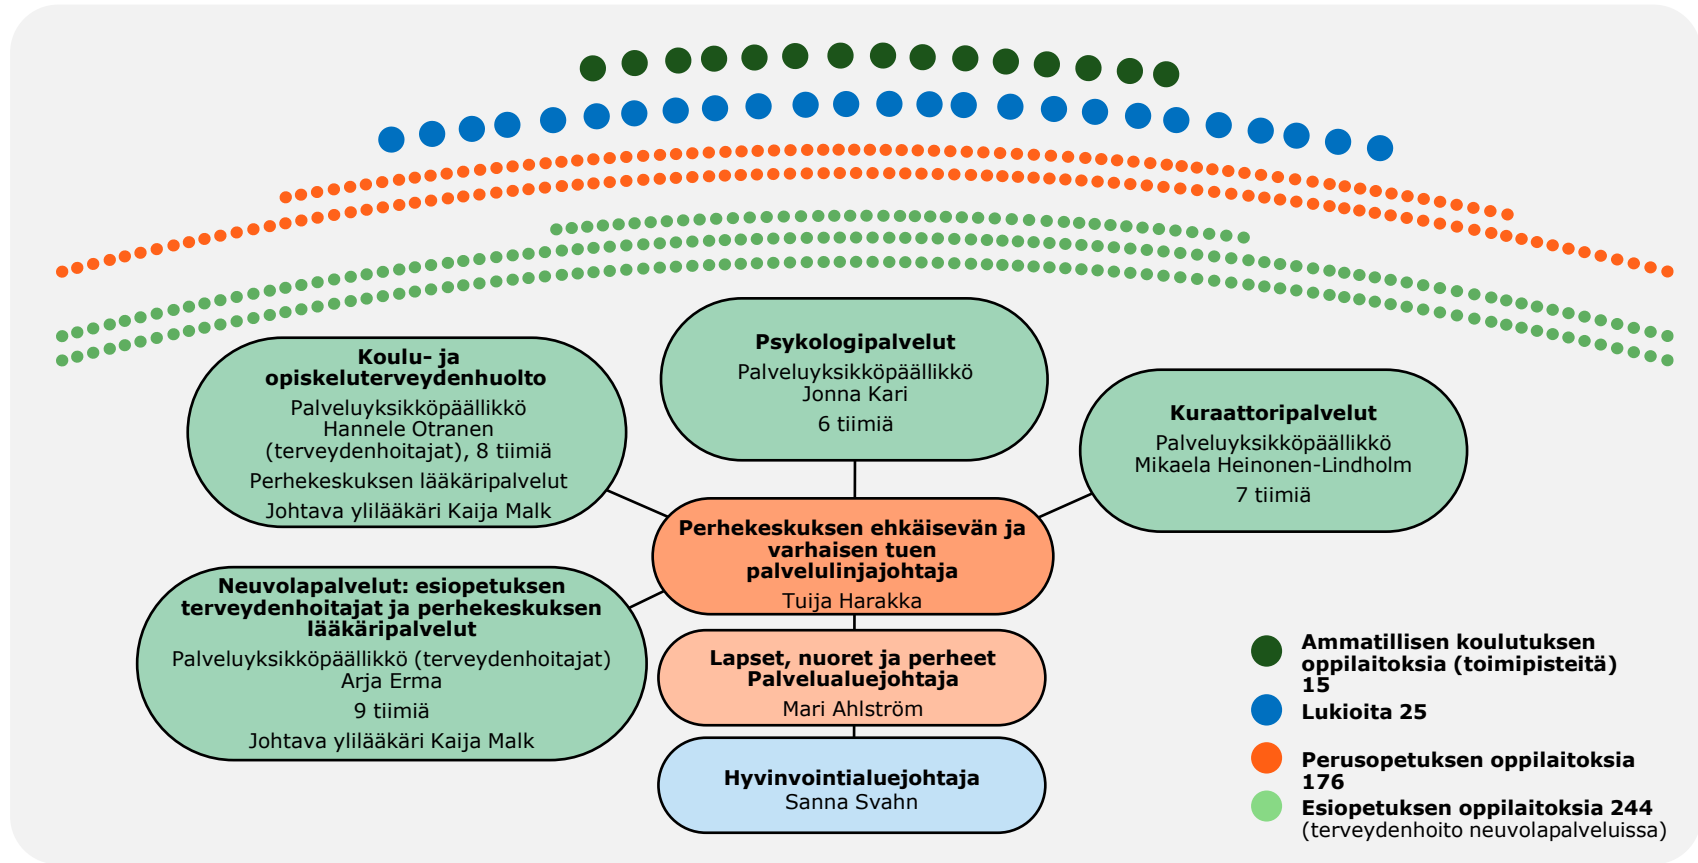 Koulu- ja
opiskeluterveydenhuolto
Palveluyksikköpäällikkö
Hannele Otranen
(terveydenhoitajat), 8 tiimiä
Perhekeskuksen lääkäripalvelut
Johtava ylilääkäri Kaija Malk
Psykologipalvelut
Palveluyksikköpäällikkö
Jonna Kari
6 tiimiä
Kuraattoripalvelut
Palveluyksikköpäällikkö
Mikaela Heinonen-Lindholm
7 tiimiä
Perhekeskuksen ehkäisevän ja
varhaisen tuen
palvelulinjajohtaja
Tuija Harakka
Neuvolapalvelut: esiopetuksen
terveydenhoitajat ja perhekeskuksen
lääkäripalvelut
Palveluyksikköpäällikkö (terveydenhoitajat)
Arja Erma
9 tiimiä
Johtava ylilääkäri Kaija Malk
Lapset, nuoret ja perheet
Palvelualuejohtaja
Mari Ahlström
Hyvinvointialuejohtaja
Sanna Svahn
Ammatillisen koulutuksen
oppilaitoksia (toimipisteitä)
15
Lukioita 25
Perusopetuksen oppilaitoksia
176
Esiopetuksen oppilaitoksia 244
(terveydenhoito neuvolapalveluissa)